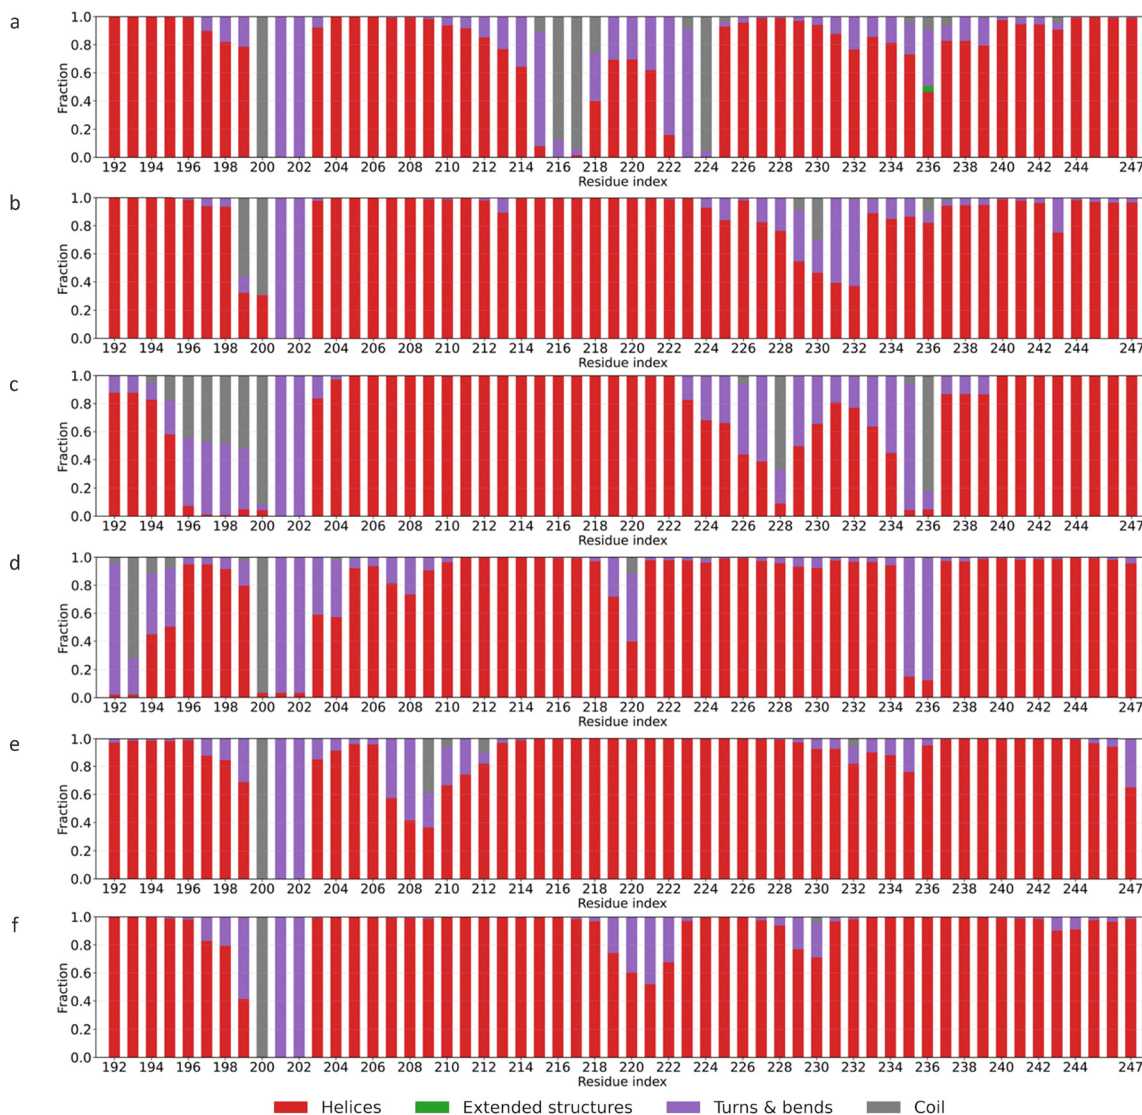 a
Fraction
1.0
0.8
0.6
0.4
0.2
0.0
192 194 196 198 200 202 204 206 208 210 212 214 216 218 220 222 224 226 228 230 232 234 236 238 240 242 244 247
Residue index
b
Fraction
1.0
0.8
0.6
0.4
0.2
0.0
192 194 196 198 200 202 204 206 208 210 212 214 216 218 220 222 224 226 228 230 232 234 236 238 240 242 244 247
Residue index
c
Fraction
1.0
0.8
0.6
0.4
0.2
0.0
192 194 196 198 200 202 204 206 208 210 212 214 216 218 220 222 224 226 228 230 232 234 236 238 240 242 244 247
Residue index
d
Fraction
1.0
0.8
0.6
0.4
0.2
0.0
192 194 196 198 200 202 204 206 208 210 212 214 216 218 220 222 224 226 228 230 232 234 236 238 240 242 244 247
Residue index
e
Fraction
1.0
0.8
0.6
0.4
0.2
0.0
192 194 196 198 200 202 204 206 208 210 212 214 216 218 220 222 224 226 228 230 232 234 236 238 240 242 244 247
Residue index
f
Fraction
1.0
0.8
0.6
0.4
0.2
0.0
192 194 196 198 200 202 204 206 208 210 212 214 216 218 220 222 224 226 228 230 232 234 236 238 240 242 244 247
Residue index
Helices Extended structures Turns & bends Coil